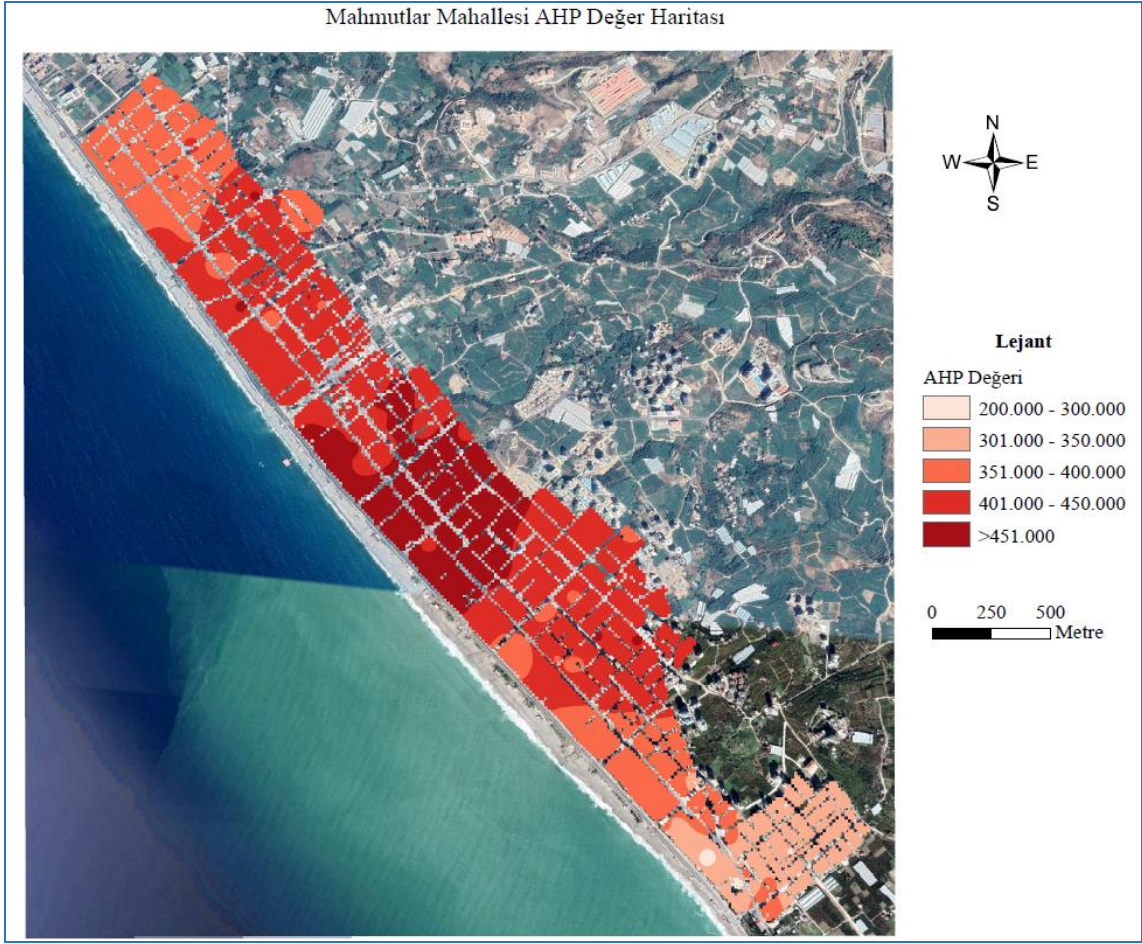 Mahmutlar Mahallesi AHP Değer Haritası
N
W E
S
Lejant
AHP Değeri
200.000 - 300.000
301.000 - 350.000
351.000 - 400.000
401.000 - 450.000
>451.000
0 250 500
Metre